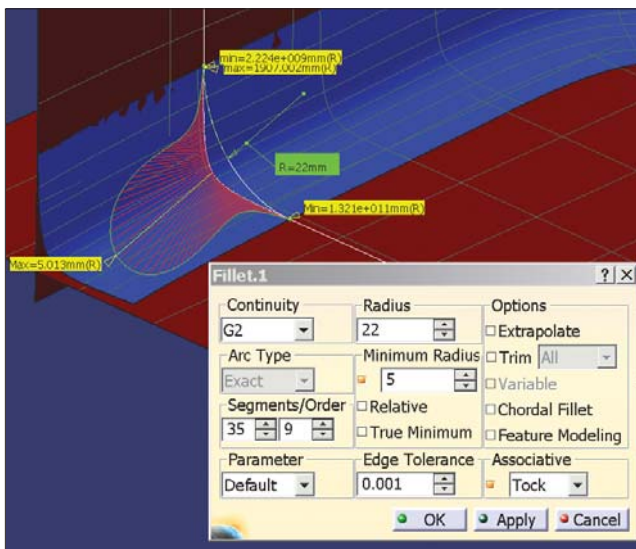 min=2.224e+009mm(R)
max=1907.002mm(R)
R=22mm
Min=1.321e+011mm(R)
Max=5.013mm(R)
Fillet.1
Continuity
Radius
Options
G2
22
Extrapolate
Arc Type
Minimum Radius
Trim All
Exact
5
Variable
Segments/Order
Relative
Chordal Fillet
35 9
True Minimum
Feature Modeling
Parameter
Edge Tolerance
Associative
Default
0.001
Tock
OK Apply Cancel